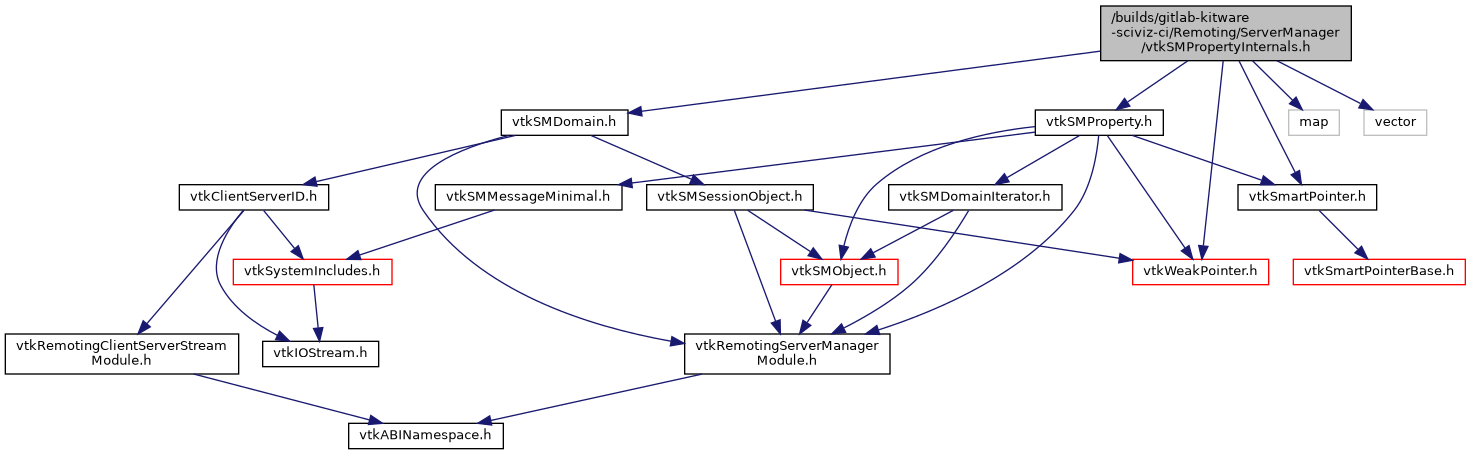 /builds/gitlab-kitware
-sciviz-ci/Remoting/ServerManager
/vtkSMPropertyInternals.h
vtkSMDomain.h
vtkSMProperty.h
map
vector
vtkClientServerID.h
vtkSMMessageMinimal.h
vtkSMSessionObject.h
vtkSMDomainIterator.h
vtkSmartPointer.h
vtkSystemIncludes.h
vtkSMObject.h
vtkWeakPointer.h
vtkSmartPointerBase.h
vtkRemotingClientServerStream
Module.h
vtkIOStream.h
vtkRemotingServerManager
Module.h
vtkABINamespace.h